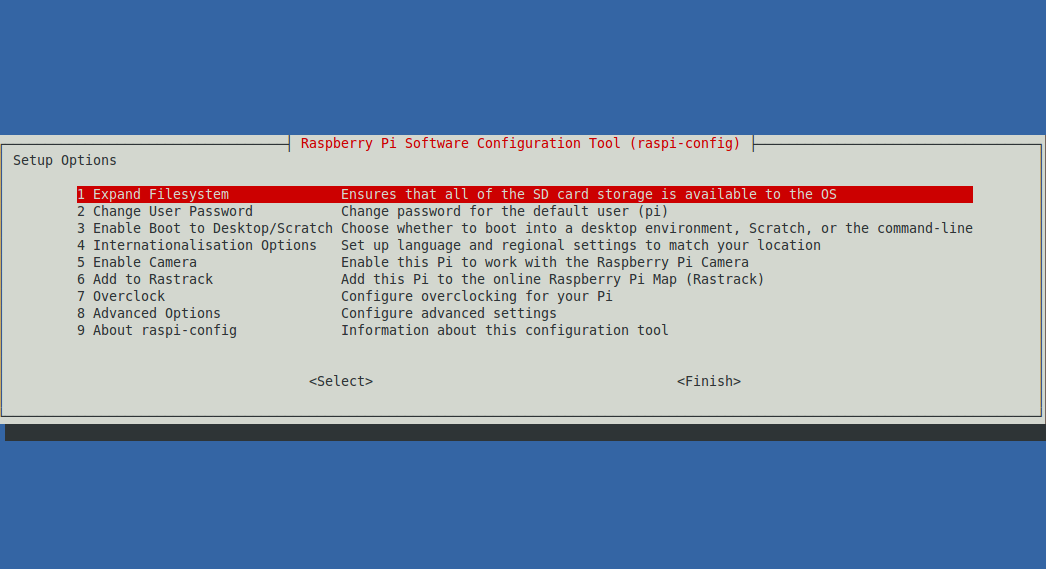 Raspberry Pi Software Configuration Tool (raspi-config)
Setup Options
1 Expand Filesystem Ensures that all of the SD card storage is available to the OS
2 Change User Password Change password for the default user (pi)
3 Enable Boot to Desktop/Scratch Choose whether to boot into a desktop environment, Scratch, or the command-line
4 Internationalisation Options Set up language and regional settings to match your location
5 Enable Camera Enable this Pi to work with the Raspberry Pi Camera
6 Add to Rastrack Add this Pi to the online Raspberry Pi Map (Rastrack)
7 Overclock Configure overclocking for your Pi
8 Advanced Options Configure advanced settings
9 About raspi-config Information about this configuration tool
<Select> <Finish>